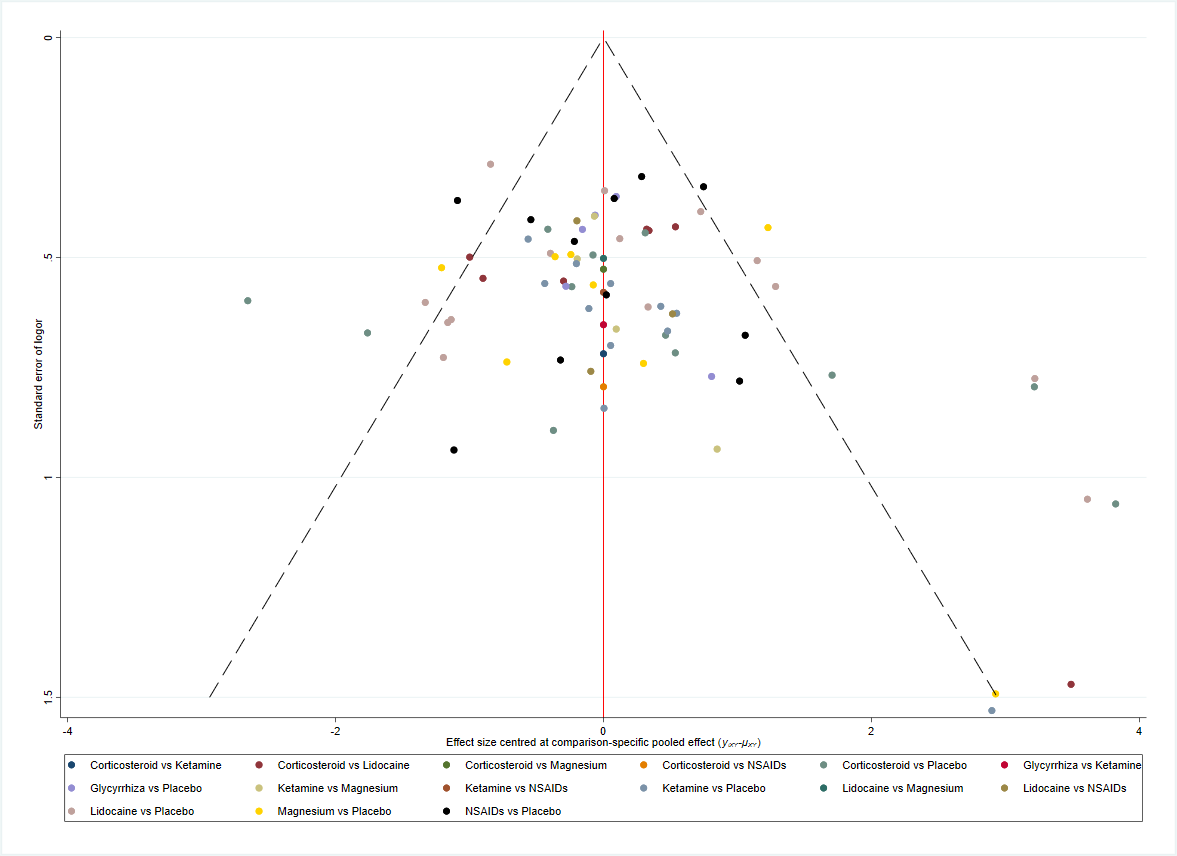 0
.5
1
1.5
Standard error of logor
-4 -2 0 2 4
Effect size centred at comparison-specific pooled effect (yᵢXY-μXY)
Corticosteroid vs Ketamine Corticosteroid vs Lidocaine Corticosteroid vs Magnesium Corticosteroid vs NSAIDs Corticosteroid vs Placebo Glycyrrhiza vs Ketamine
Glycyrrhiza vs Placebo Ketamine vs Magnesium Ketamine vs NSAIDs Ketamine vs Placebo Lidocaine vs Magnesium Lidocaine vs NSAIDs
Lidocaine vs Placebo Magnesium vs Placebo NSAIDs vs Placebo